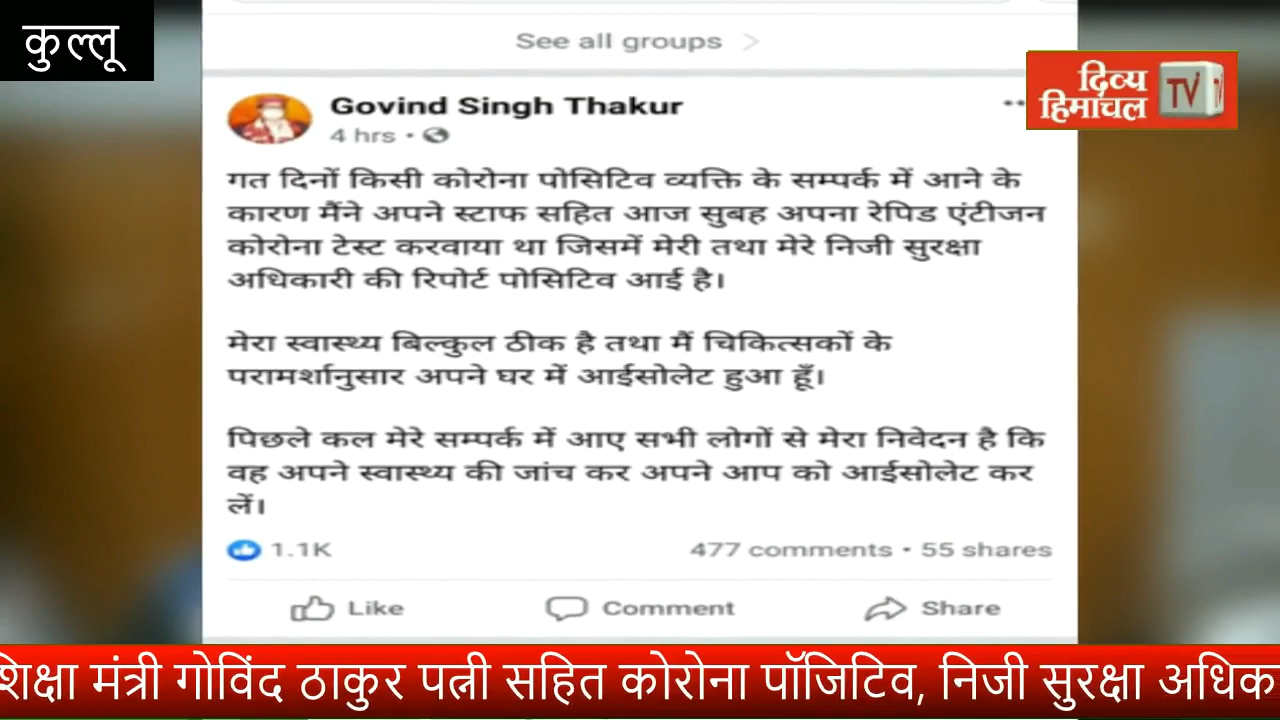 कुल्लू
See all groups
दिव्य
हिमांचल
TV
Govind Singh Thakur
4 hrs
गत दिनों किसी कोरोना पोसिटिव व्यक्ति के सम्पर्क में आने के
कारण मैंने अपने स्टाफ सहित आज सुबह अपना रेपिड एंटीजन
कोरोना टेस्ट करवाया था जिसमें मेरी तथा मेरे निजी सुरक्षा
अधिकारी की रिपोर्ट पोसिटिव आई है।
मेरा स्वास्थ्य बिल्कुल ठीक है तथा मैं चिकित्सकों के
परामर्शानुसार अपने घर में आईसोलेट हुआ हूँ।
पिछले कल मेरे सम्पर्क में आए सभी लोगों से मेरा निवेदन है कि
वह अपने स्वास्थ्य की जांच कर अपने आप को आईसोलेट कर
लें।
1.1K 477 comments • 55 shares
Like Comment Share
शिक्षा मंत्री गोविंद ठाकुर पत्नी सहित कोरोना पॉजिटिव, निजी सुरक्षा अधिक